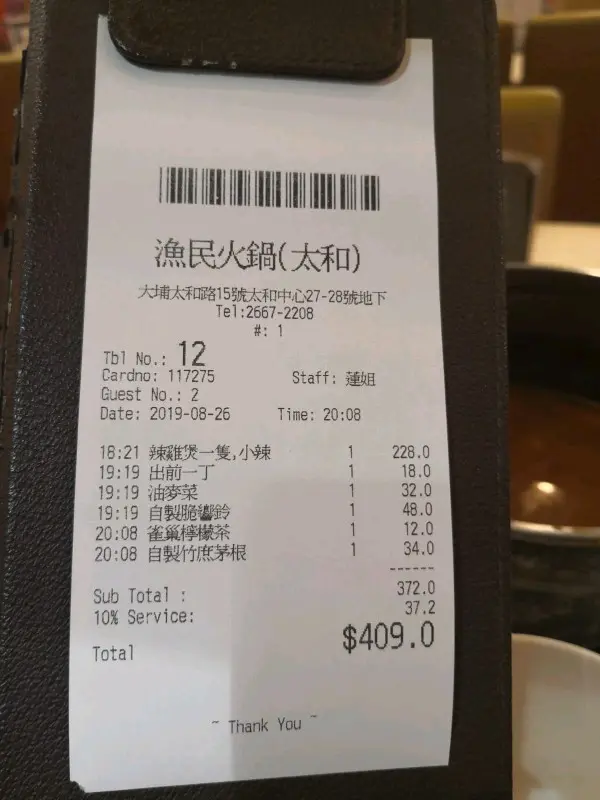 漁民火鍋(太和)
大埔太和路15號太和中心27-28號地下
Tel:2667-2208
#: 1
Tbl No.: 12
Cardno: 117275 Staff: 蓮姐
Guest No.: 2
Date: 2019-08-26 Time: 20:08
18:21 辣雞煲一隻,小辣 1 228.0
19:19 出前一丁 1 18.0
19:19 油麥菜 1 32.0
19:19 自製脆響鈴 1 48.0
20:08 雀巢檸檬茶 1 12.0
20:08 自製竹庶茅根 1 34.0
------
Sub Total : 372.0
10% Service: 37.2
Total $409.0
~ Thank You ~